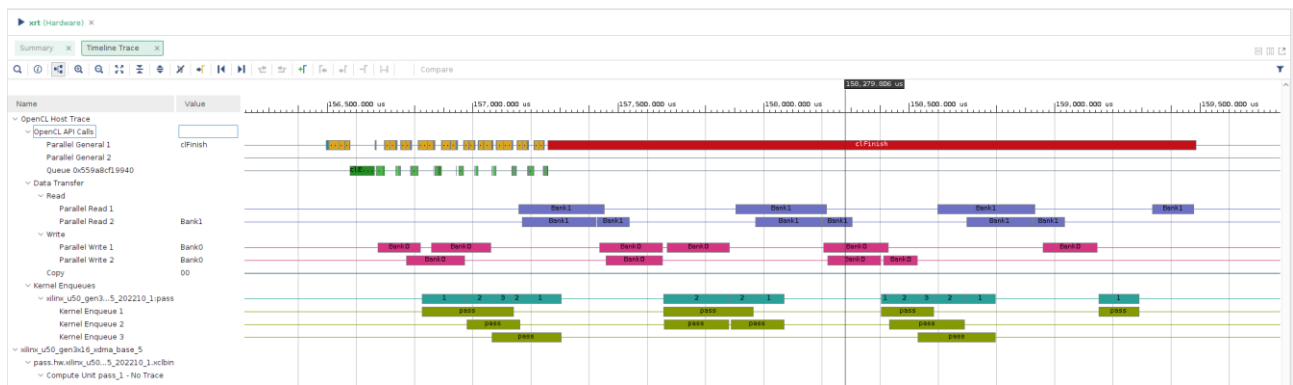 xrt (Hardware) ×
Summary × Timeline Trace ×
Compare
158,279.806 us
Name Value 156,500.000 us 157,000.000 us 157,500.000 us 158,000.000 us 158,500.000 us 159,000.000 us 159,500.000 us
OpenCL Host Trace
OpenCL API Calls
Parallel General 1 clFinish clFinish
Parallel General 2
Queue 0x559a8cf19940 clE...
Data Transfer
Read
Parallel Read 1 Bank1 Bank1 Bank1 Bank1
Parallel Read 2 Bank1 Bank1 Bank1 Bank1 Bank1 Bank1 Bank1
Write
Parallel Write 1 Bank0 Bank0 Bank0 Bank0 Bank0 Bank0 Bank0
Parallel Write 2 Bank0 Bank0 Bank0 Bank0 Bank0
Copy 00
Kernel Enqueues
xilinx_u50_gen3...5_202210_1:pass 1 2 3 2 1 2 2 1 1 2 3 2 1 1
Kernel Enqueue 1 pass pass pass pass
Kernel Enqueue 2 pass pass pass pass
Kernel Enqueue 3 pass pass
xilinx_u50_gen3x16_xdma_base_5
pass.hw.xilinx_u50...5_202210_1.xclbin
Compute Unit pass_1 - No Trace